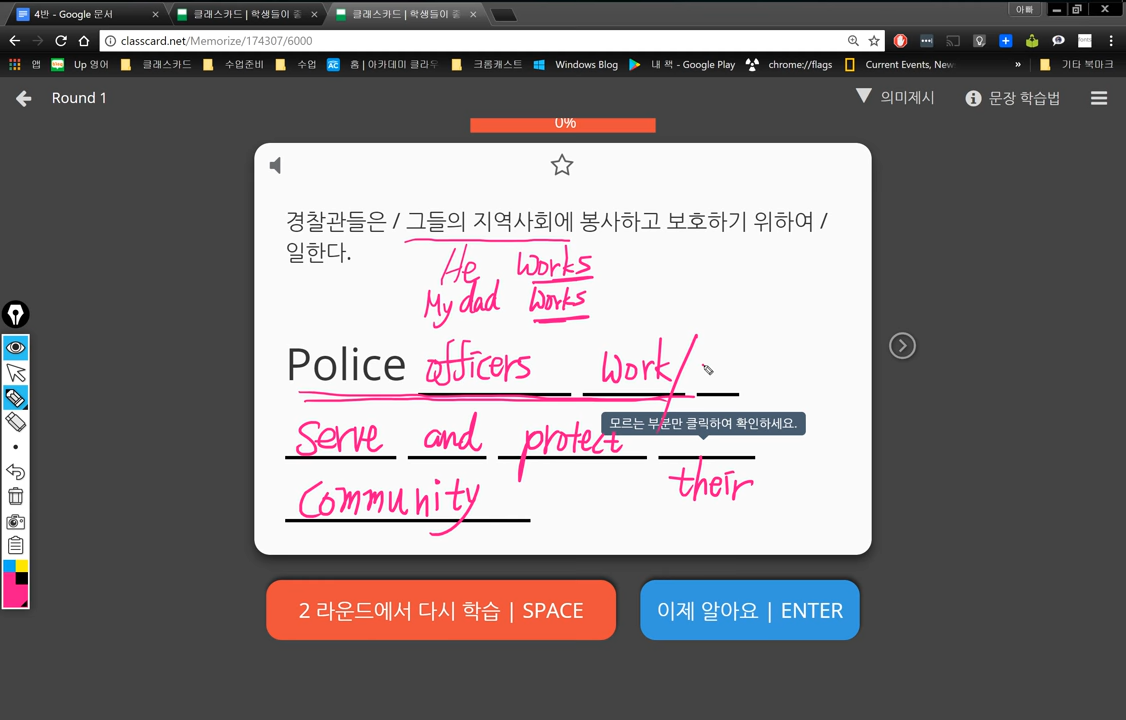 4반 - Google 문서
클래스카드 | 학생들이 좋
클래스카드 | 학생들이 좋
아빠
classcard.net/Memorize/174307/6000
앱
Up 영어
클래스카드
수업준비
수업
홈 | 아카데미 클라우
크롬캐스트
Windows Blog
내 책 - Google Play
chrome://flags
Current Events, New
»
기타 북마크
Round 1
의미제시
문장 학습법
0%
경찰관들은 / 그들의 지역사회에 봉사하고 보호하기 위하여 /
일한다.
He works
My dad works
Police officers work /
모르는 부분만 클릭하여 확인하세요.
serve and protect
their
community
2 라운드에서 다시 학습 | SPACE
이제 알아요 | ENTER